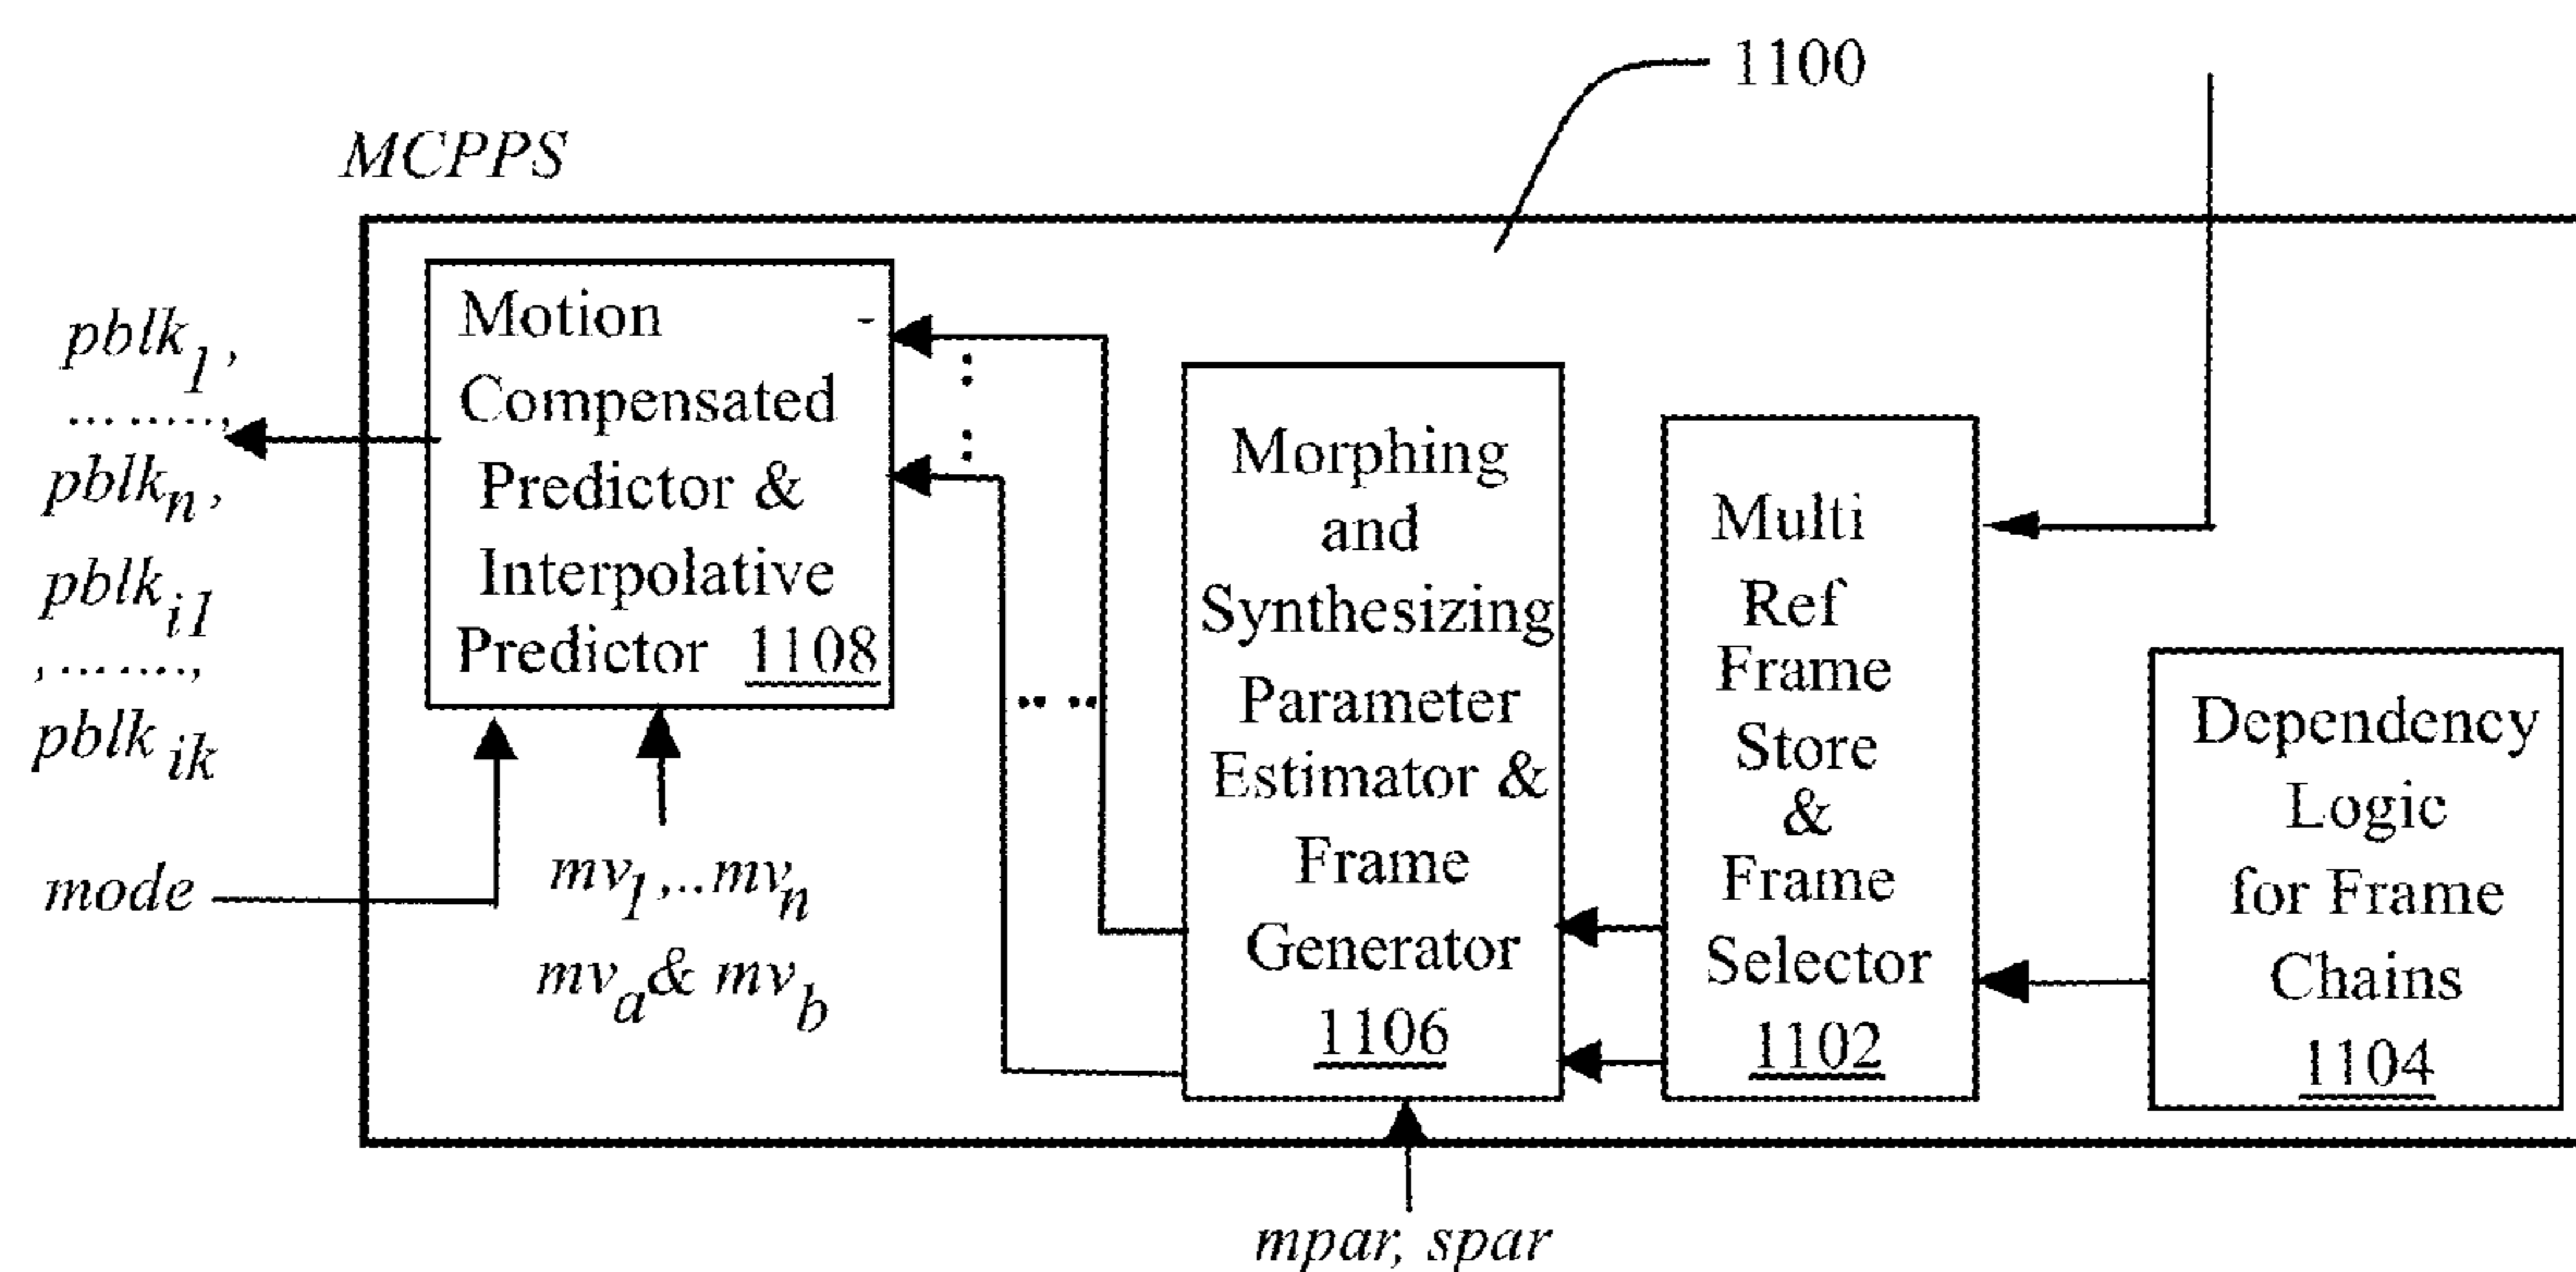 1100
MCPPS
pblk1,
.........,
pblkn,
pblki1
,.......,
pblkik
mode
Motion -
Compensated
Predictor &
Interpolative
Predictor 1108
mv1,..mvn
mva& mvb
Morphing
and
Synthesizing
Parameter
Estimator &
Frame
Generator
1106
mpar, spar
Multi
Ref
Frame
Store
&
Frame
Selector
1102
Dependency
Logic
for Frame
Chains
1104